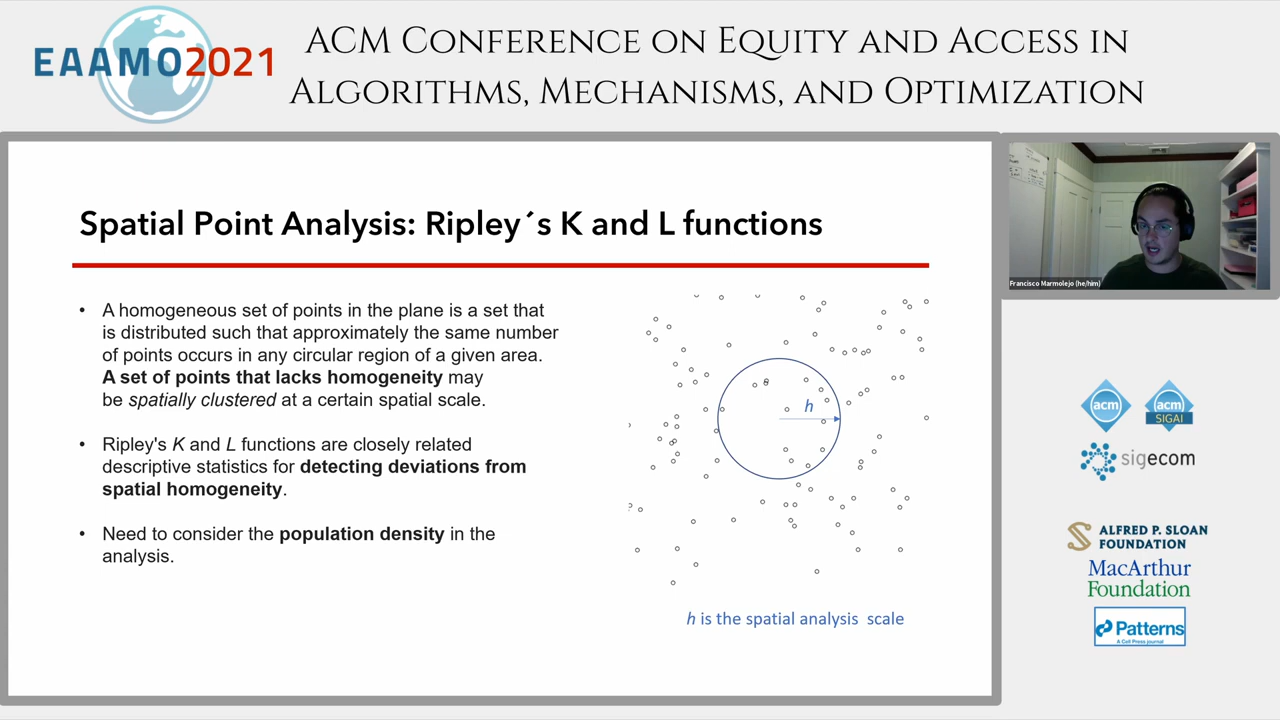 EAAMO2021
ACM Conference on Equity and Access in
Algorithms, Mechanisms, and Optimization
Spatial Point Analysis: Ripley´s K and L functions
• A homogeneous set of points in the plane is a set that
is distributed such that approximately the same number
of points occurs in any circular region of a given area.
A set of points that lacks homogeneity may
be spatially clustered at a certain spatial scale.
• Ripley's K and L functions are closely related
descriptive statistics for detecting deviations from
spatial homogeneity.
• Need to consider the population density in the
analysis.
h
h is the spatial analysis scale
Francisco Marmolejo (he/him)
acm
acm
SIGAI
sigecom
ALFRED P. SLOAN
FOUNDATION
MacArthur
Foundation
Patterns
A Cell Press journal